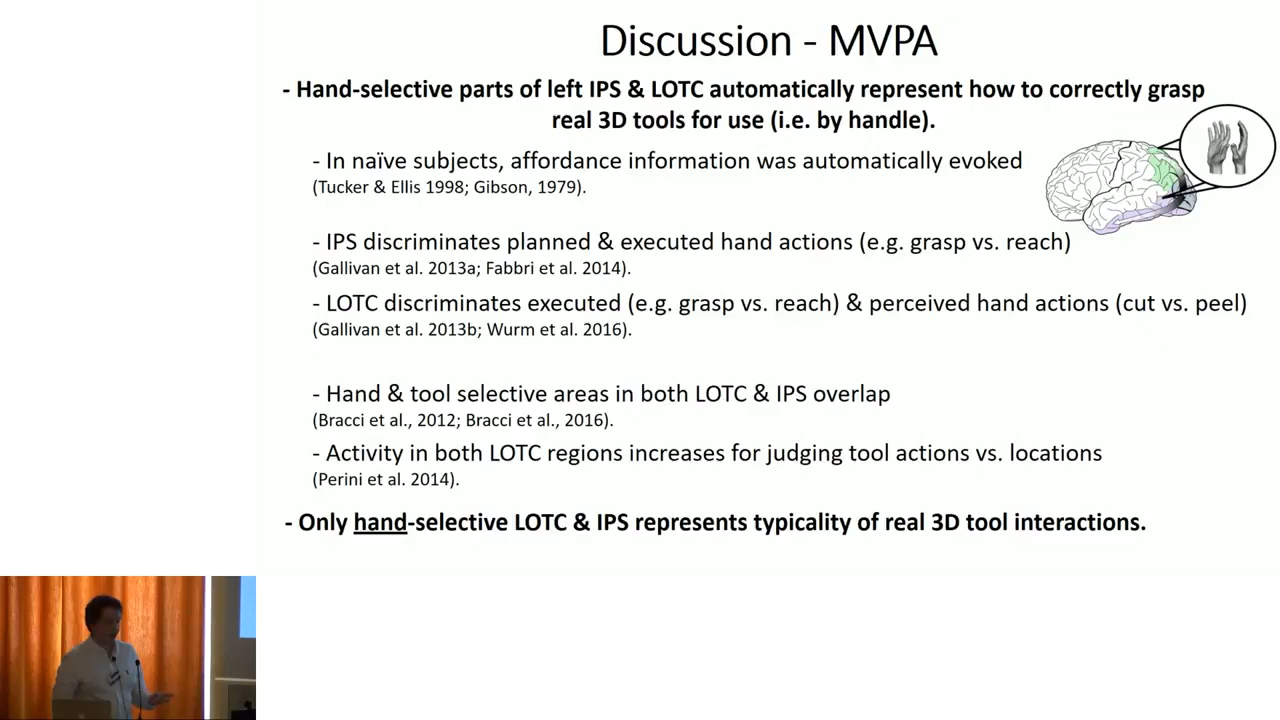 Discussion - MVPA
- Hand-selective parts of left IPS & LOTC automatically represent how to correctly grasp
real 3D tools for use (i.e. by handle).
- In naïve subjects, affordance information was automatically evoked
(Tucker & Ellis 1998; Gibson, 1979).
- IPS discriminates planned & executed hand actions (e.g. grasp vs. reach)
(Gallivan et al. 2013a; Fabbri et al. 2014).
- LOTC discriminates executed (e.g. grasp vs. reach) & perceived hand actions (cut vs. peel)
(Gallivan et al. 2013b; Wurm et al. 2016).
- Hand & tool selective areas in both LOTC & IPS overlap
(Bracci et al., 2012; Bracci et al., 2016).
- Activity in both LOTC regions increases for judging tool actions vs. locations
(Perini et al. 2014).
- Only hand-selective LOTC & IPS represents typicality of real 3D tool interactions.